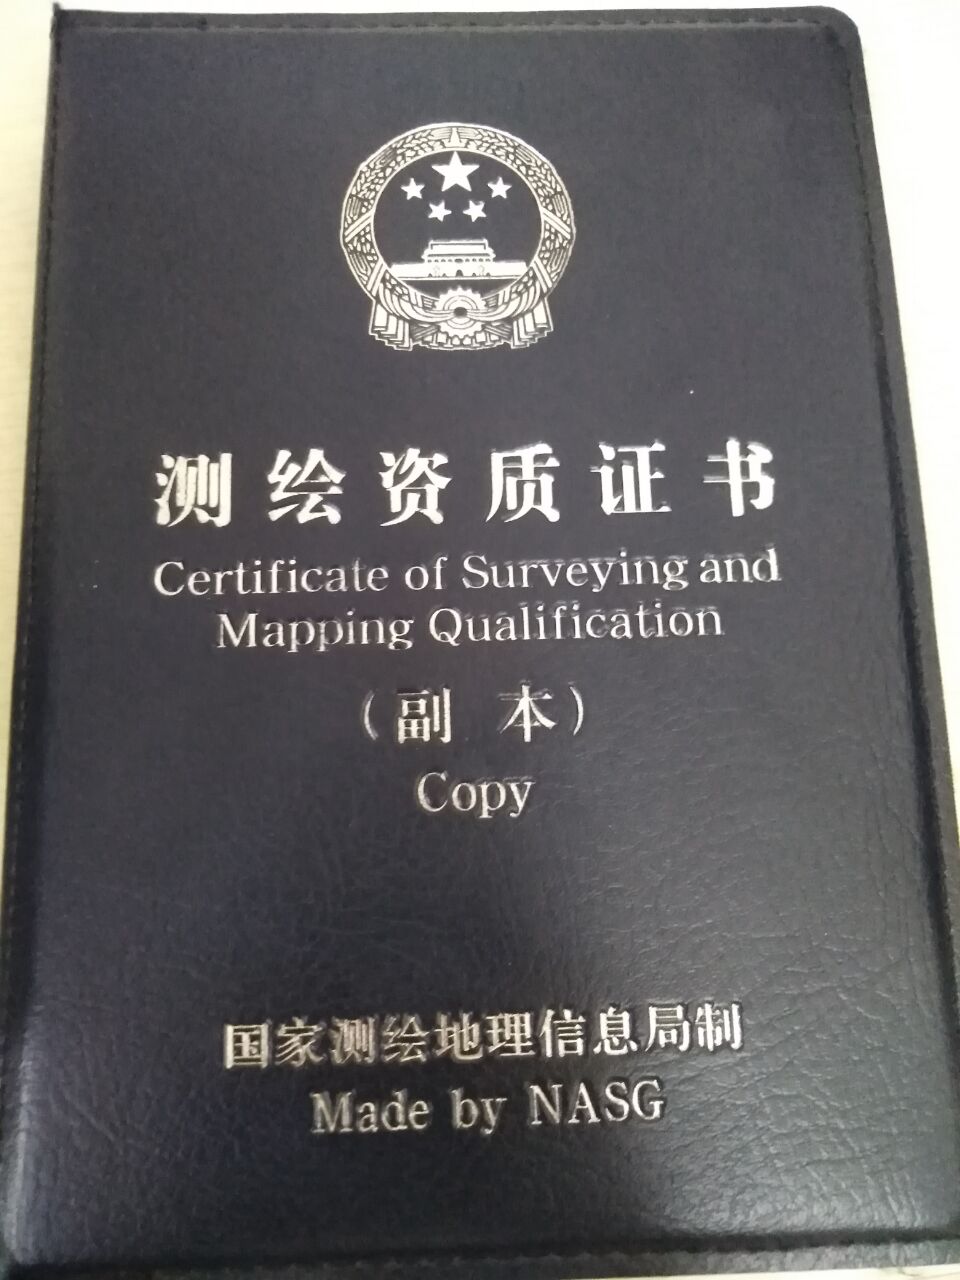 测绘资质证书
Certificate of Surveying and
Mapping Qualification
（副 本）
Copy
国家测绘地理信息局制
Made by NASG